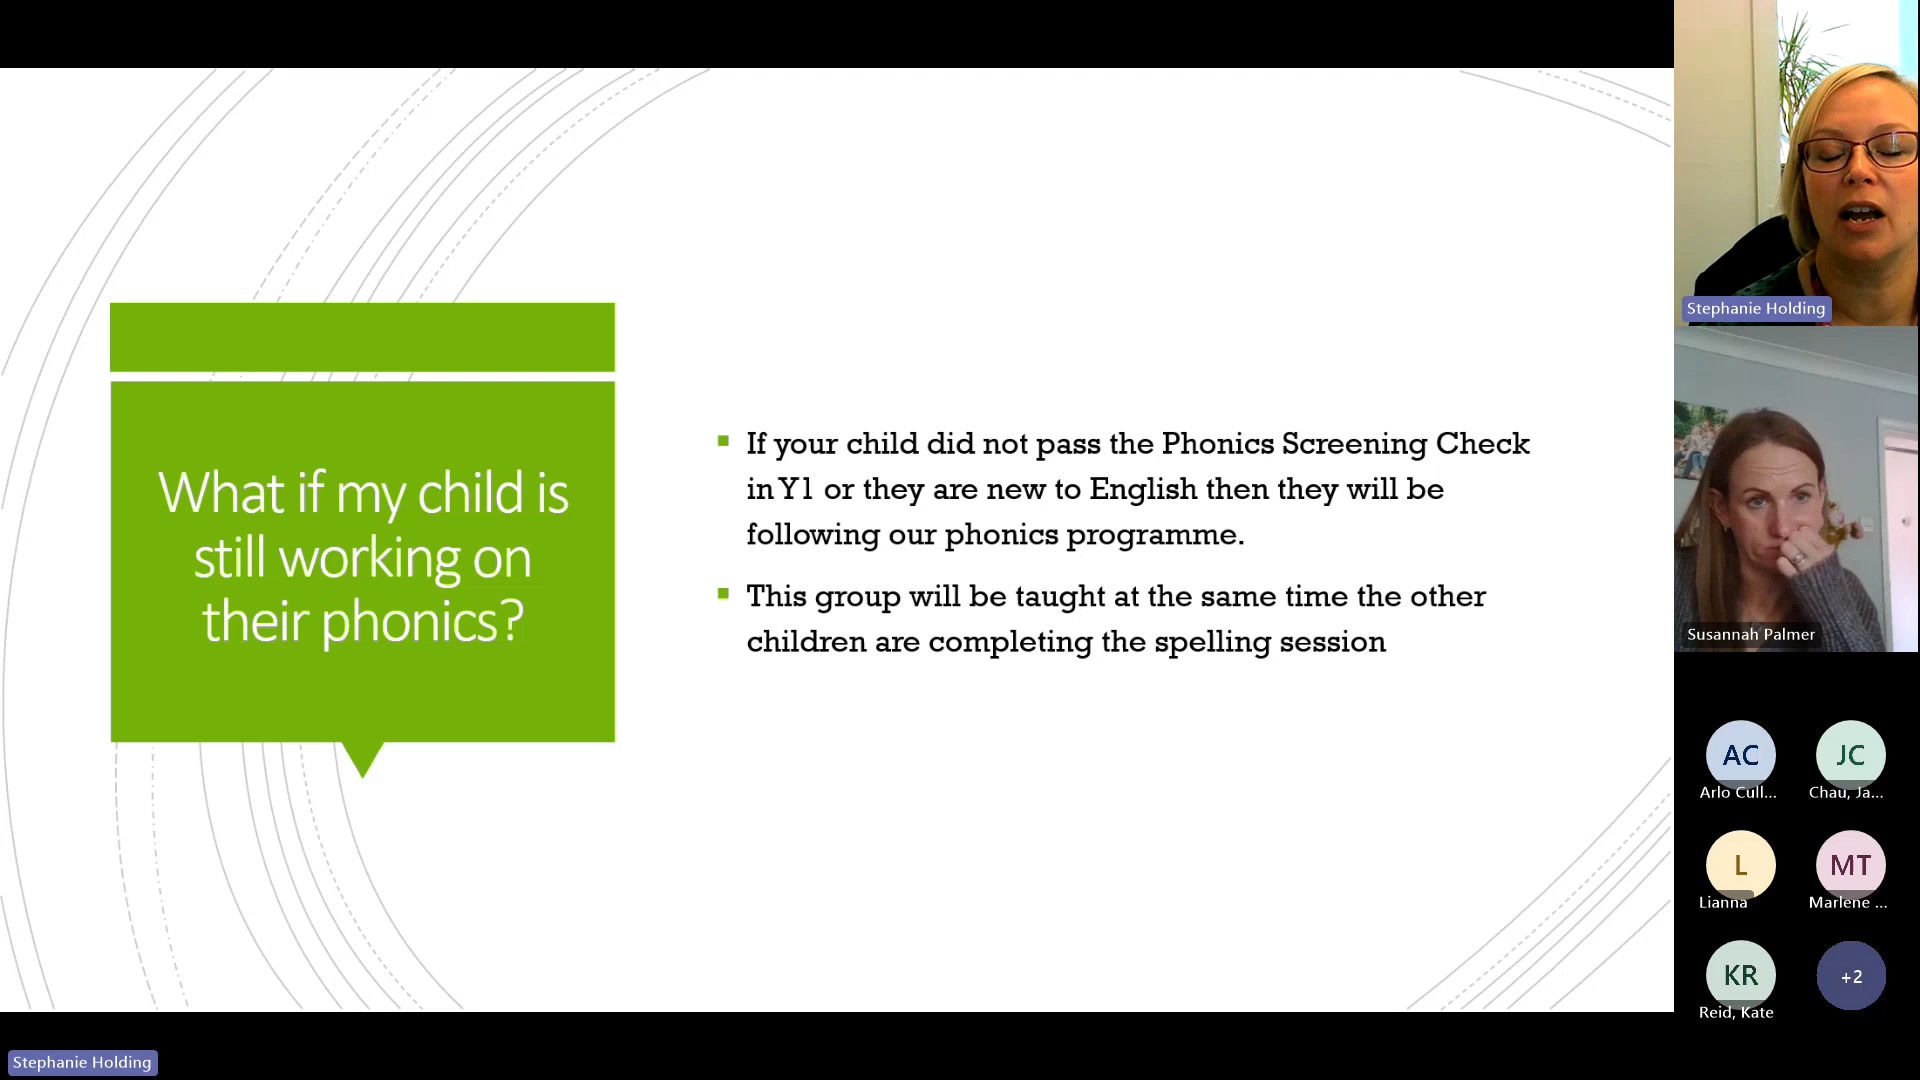 What if my child is
still working on
their phonics?
If your child did not pass the Phonics Screening Check
in Y1 or they are new to English then they will be
following our phonics programme.
This group will be taught at the same time the other
children are completing the spelling session
Stephanie Holding
Susannah Palmer
AC
Arlo Cull...
JC
Chau, Ja...
L
Lianna
MT
Marlene ...
KR
Reid, Kate
+2
Stephanie Holding